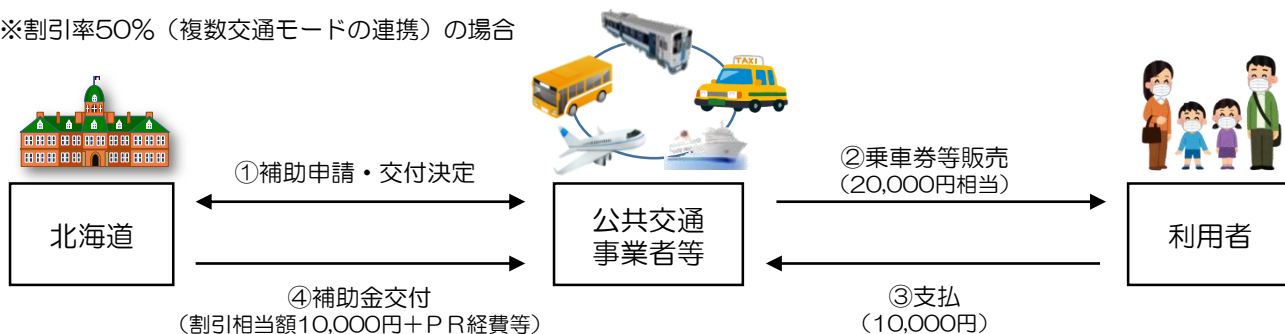 ※割引率50%(複数交通モードの連携)の場合
TAXI
①補助申請・交付決定
②乗車券等販売
(20,000円相当)
北海道
公共交通
事業者等
利用者
④補助金交付
(割引相当額10,000円+PR経費等)
③支払
(10,000円)